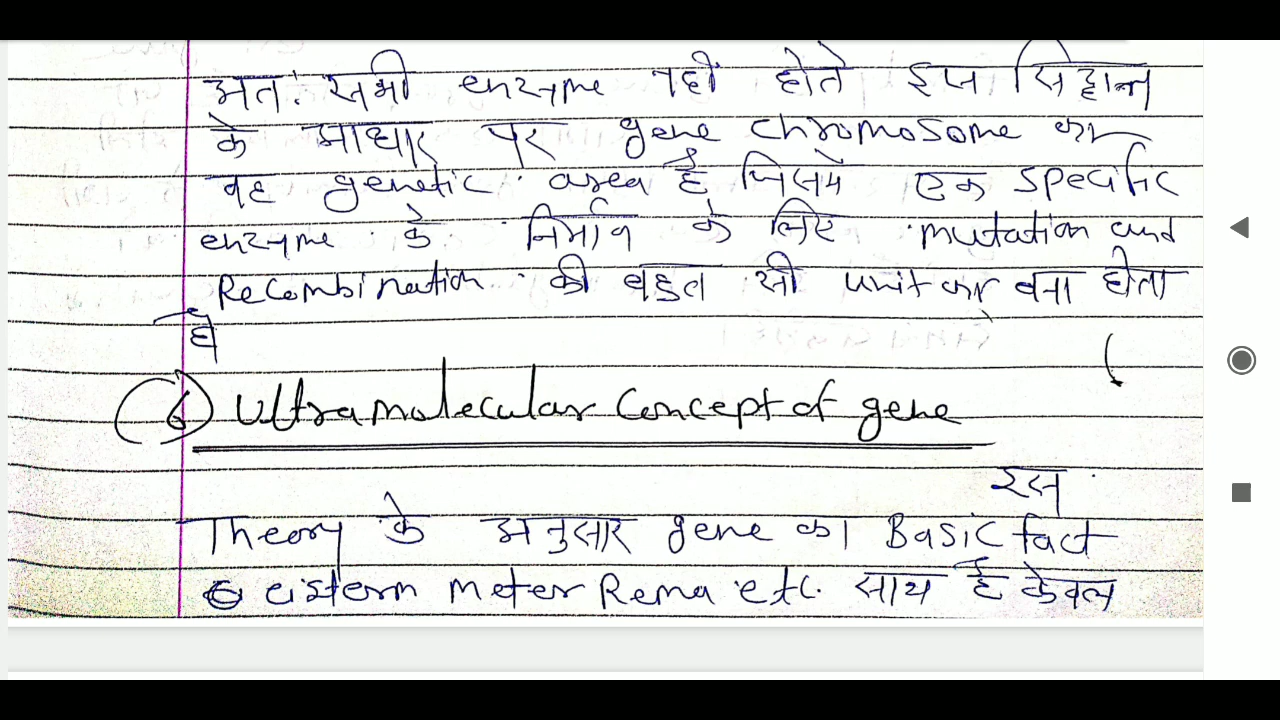 अतः सभी enzyme नही होते इस सिद्धान्त
के आधार पर gene chromosome का
वह genetic area है जिसमें एक specific
enzyme के निर्माण के लिए mutation and
Recombination की बहुत सी unit का बना होता
है
(6) Ultramolecular Concept of gene
इस
Theory के अनुसार gene का Basic fact
cistern meter Rema etc. साथ है केवल